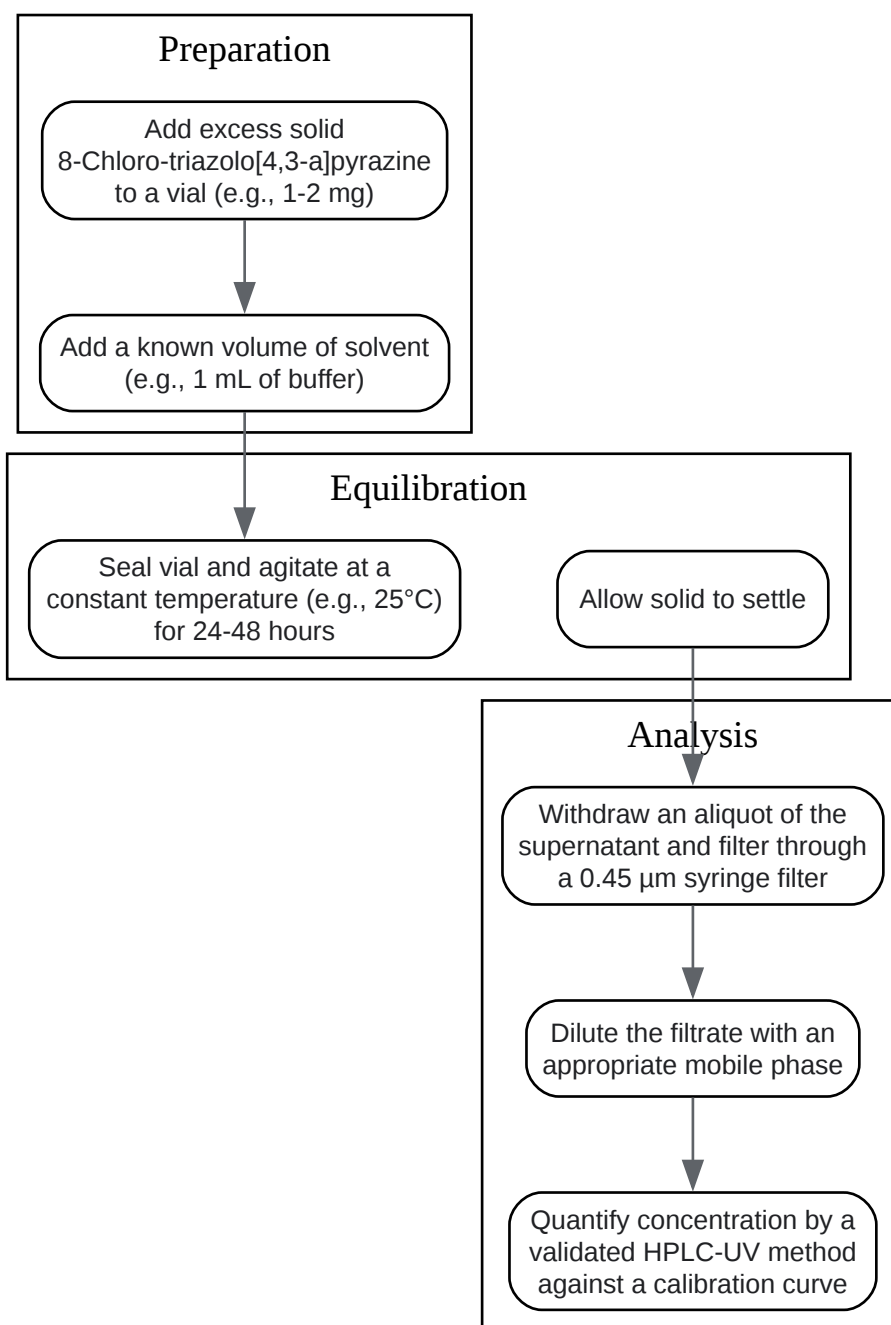 Preparation
Add excess solid
8-Chloro-triazolo[4,3-a]pyrazine
to a vial (e.g., 1-2 mg)
Add a known volume of solvent
(e.g., 1 mL of buffer)
Equilibration
Seal vial and agitate at a
constant temperature (e.g., 25°C)
for 24-48 hours
Allow solid to settle
Analysis
Withdraw an aliquot of the
supernatant and filter through
a 0.45 µm syringe filter
Dilute the filtrate with an
appropriate mobile phase
Quantify concentration by a
validated HPLC-UV method
against a calibration curve